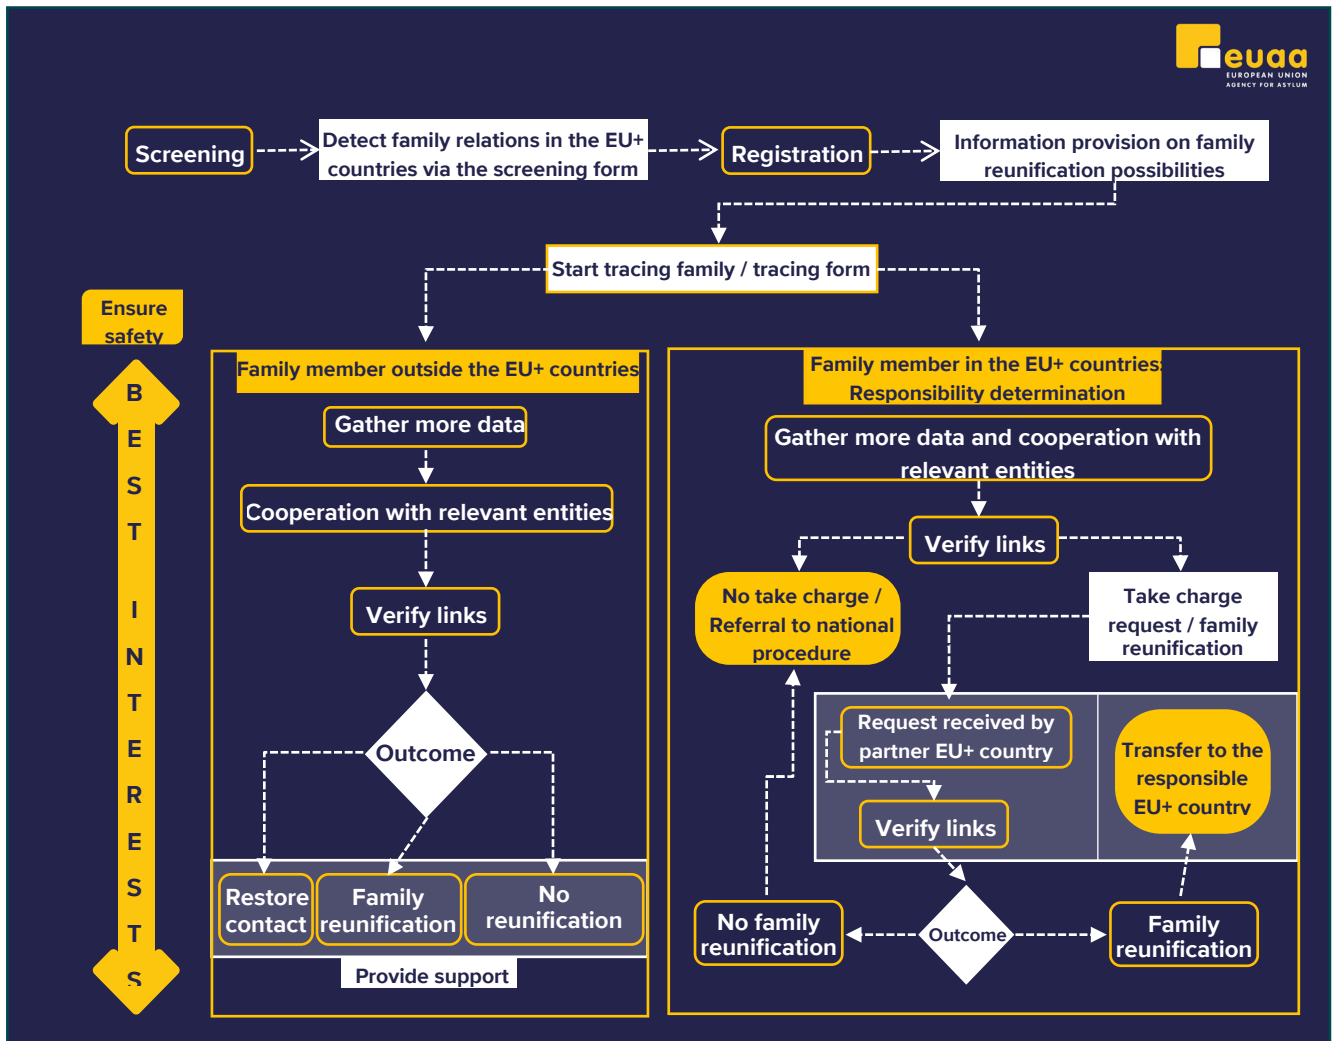 euaa
EUROPEAN UNION
AGENCY FOR ASYLUM
Screening
Detect family relations in the EU+
countries via the screening form
Registration
Information provision on family
reunification possibilities
Start tracing family / tracing form
Ensure
safety
B
E
S
T
I
N
T
E
R
E
S
T
S
Family member outside the EU+ countries
Gather more data
Cooperation with relevant entities
Verify links
Outcome
Restore
contact
Family
reunification
No
reunification
Provide support
Family member in the EU+ countries:
Responsibility determination
Gather more data and cooperation with
relevant entities
Verify links
No take charge /
Referral to national
procedure
Take charge
request / family
reunification
Request received by
partner EU+ country
Verify links
Transfer to the
responsible
EU+ country
No family
reunification
Outcome
Family
reunification